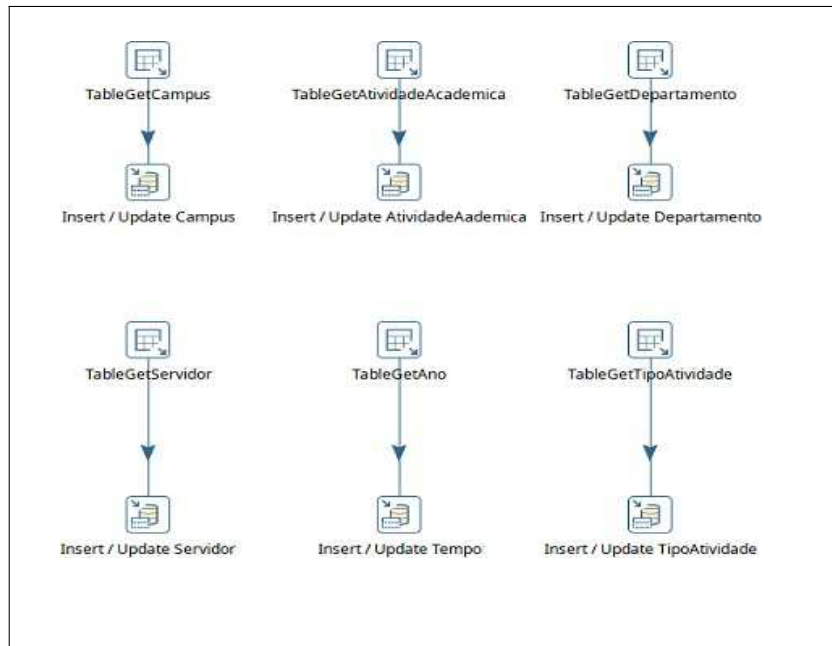 TableGetCampus
TableGetAtividadeAcademica
TableGetDepartamento
Insert / Update Campus
Insert / Update AtividadeAademica
Insert / Update Departamento
TableGetServidor
TableGetAno
TableGetTipoAtividade
Insert / Update Servidor
Insert / Update Tempo
Insert / Update TipoAtividade